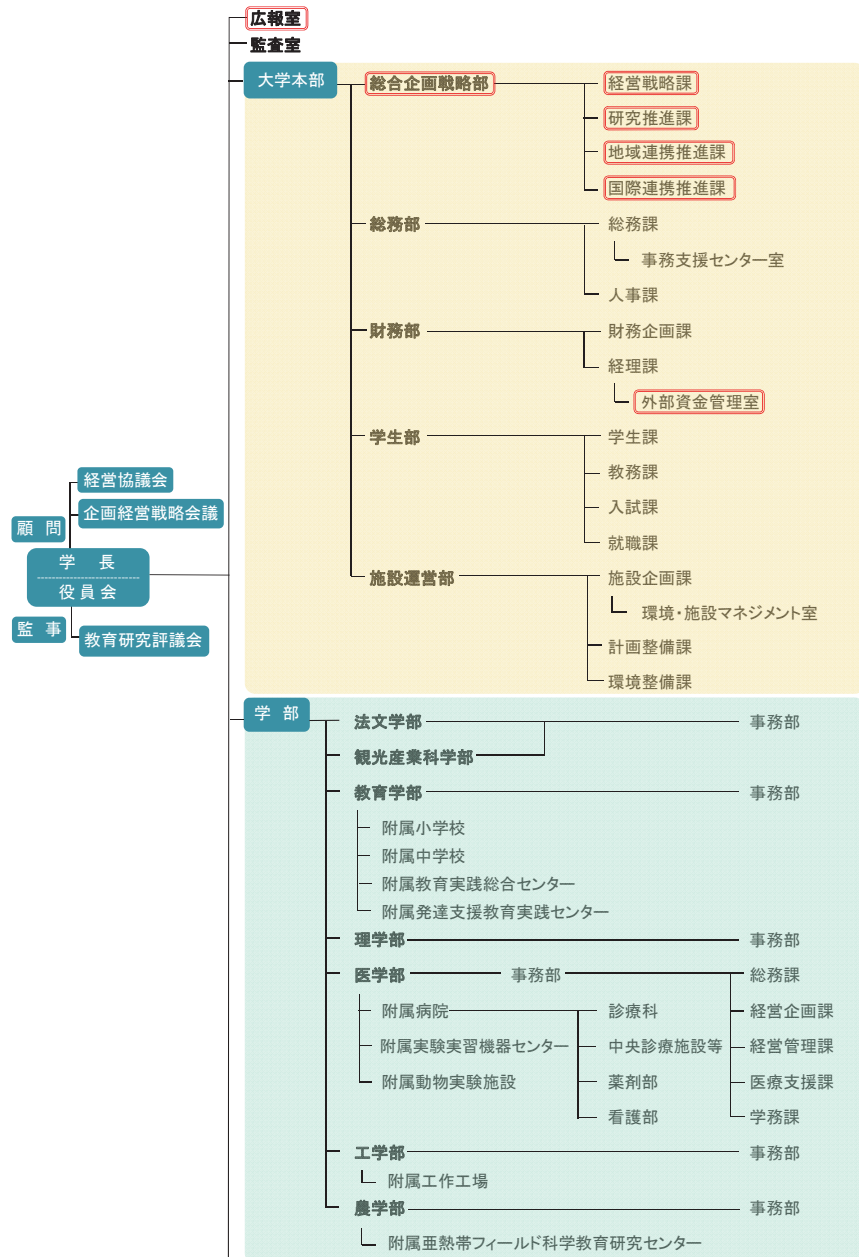 広報室
監査室
大学本部
総合企画戦略部
経営戦略課
研究推進課
地域連携推進課
国際連携推進課
総務部
総務課
事務支援センター室
人事課
財務部
財務企画課
経理課
外部資金管理室
学生部
学生課
教務課
入試課
就職課
経営協議会
企画経営戦略会議
顧 問
学 長
役員会
監 事
教育研究評議会
施設運営部
施設企画課
環境・施設マネジメント室
計画整備課
環境整備課
学 部
法文学部 事務部
観光産業科学部
教育学部 事務部
附属小学校
附属中学校
附属教育実践総合センター
附属発達支援教育実践センター
理学部 事務部
医学部 事務部 総務課
附属病院 診療科 経営企画課
附属実験実習機器センター 中央診療施設等 経営管理課
附属動物実験施設 薬剤部 医療支援課
看護部 学務課
工学部 事務部
附属工作工場
農学部 事務部
附属亜熱帯フィールド科学教育研究センター